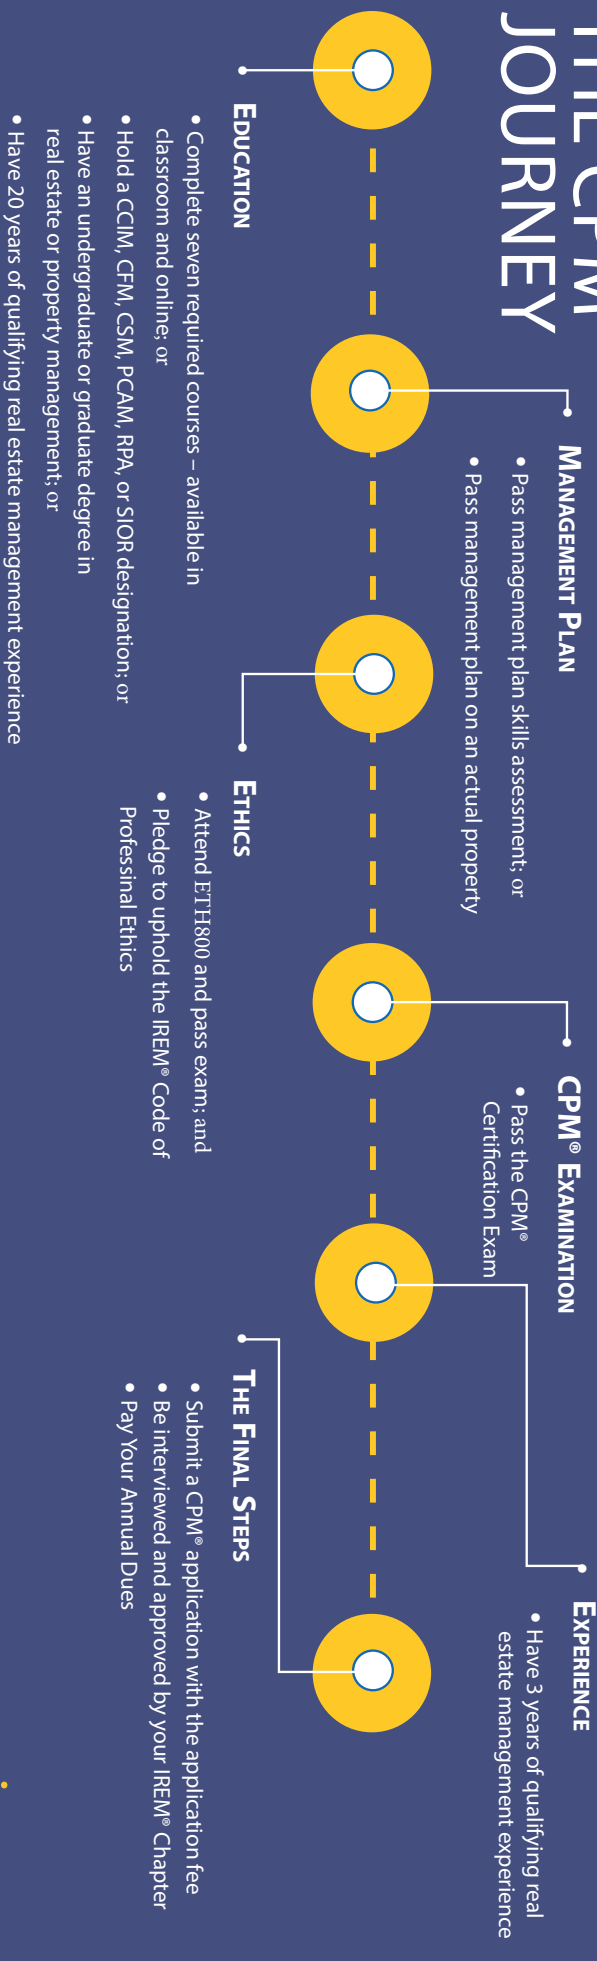 THE CPM
JOURNEY
EDUCATION
• Complete seven required courses – available in
classroom and online; or
• Hold a CCIM, CFM, CSM, PCAM, RPA, or SIOR designation; or
• Have an undergraduate or graduate degree in
real estate or property management; or
• Have 20 years of qualifying real estate management experience
MANAGEMENT PLAN
• Pass management plan skills assessment; or
• Pass management plan on an actual property
ETHICS
• Attend ETH800 and pass exam; and
• Pledge to uphold the IREM® Code of
Professinal Ethics
CPM® EXAMINATION
• Pass the CPM®
Certification Exam
EXPERIENCE
• Have 3 years of qualifying real
estate management experience
THE FINAL STEPS
• Submit a CPM® application with the application fee
• Be interviewed and approved by your IREM® Chapter
• Pay Your Annual Dues